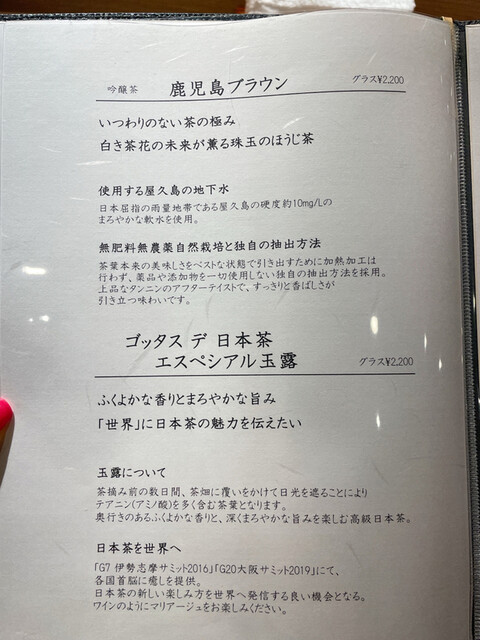 吟醸茶 鹿児島ブラウン グラス¥2,200
いつわりのない茶の極み
白き茶花の未来が薫る珠玉のほうじ茶
使用する屋久島の地下水
日本屈指の雨量地帯である屋久島の硬度約10mg/Lの
まろやかな軟水を使用。
無肥料無農薬自然栽培と独自の抽出方法
茶葉本来の美味しさをベストな状態で引き出すために加熱加工は
行わず、薬品や添加物を一切使用しない独自の抽出方法を採用。
上品なタンニンのアフターテイストで、すっきりと香ばしさが
引き立つ味わいです。
ゴッタス デ 日本茶
エスペシアル玉露 グラス¥2,200
ふくよかな香りとまろやかな旨み
「世界」に日本茶の魅力を伝えたい
玉露について
茶摘み前の数日間、茶畑に覆いをかけて日光を遮ることにより
テアニン(アミノ酸)を多く含む茶葉となります。
奥行きのあるふくよかな香りと、深くまろやかな旨みを楽しむ高級日本茶。
日本茶を世界へ
「G7 伊勢志摩サミット2016」「G20大阪サミット2019」にて、
各国首脳に癒しを提供。
日本茶の新しい楽しみ方を世界へ発信する良い機会となる。
ワインのようにマリアージュをお楽しみください。